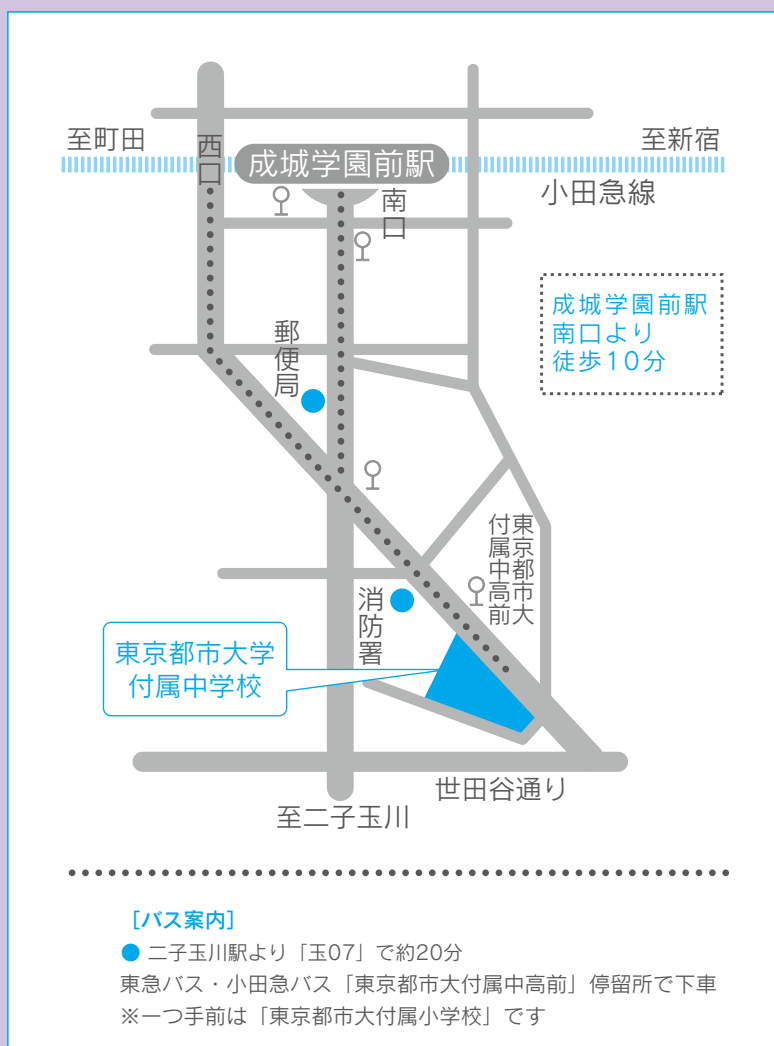 至町田
西口
成城学園前駅
至新宿
小田急線
南口
成城学園前駅
南口より
徒歩10分
郵便局
東京都市大
付属中高前
消防署
東京都市大学
付属中学校
世田谷通り
至二子玉川
［バス案内］
● 二子玉川駅より「玉07」で約20分
東急バス・小田急バス「東京都市大付属中高前」停留所で下車
※一つ手前は「東京都市大付属小学校」です